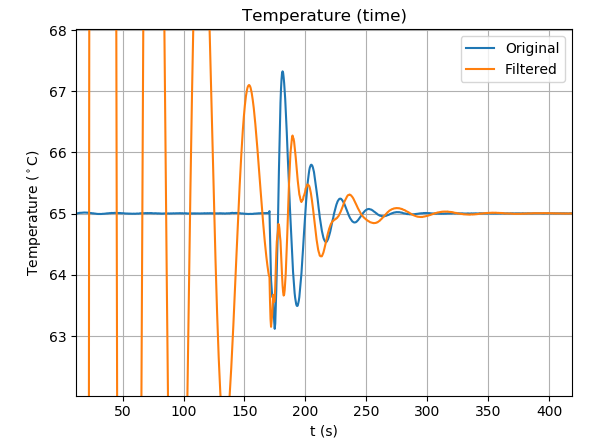 Temperature (time)
Original
Filtered
68
67
66
65
64
63
Temperature (°C)
50 100 150 200 250 300 350 400
t (s)